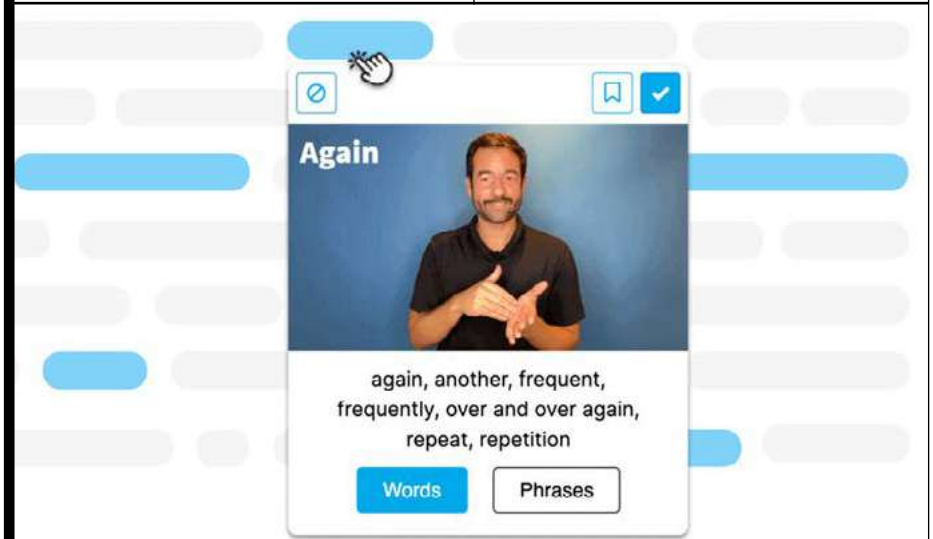 Again
again, another, frequent,
frequently, over and over again,
repeat, repetition
Words
Phrases